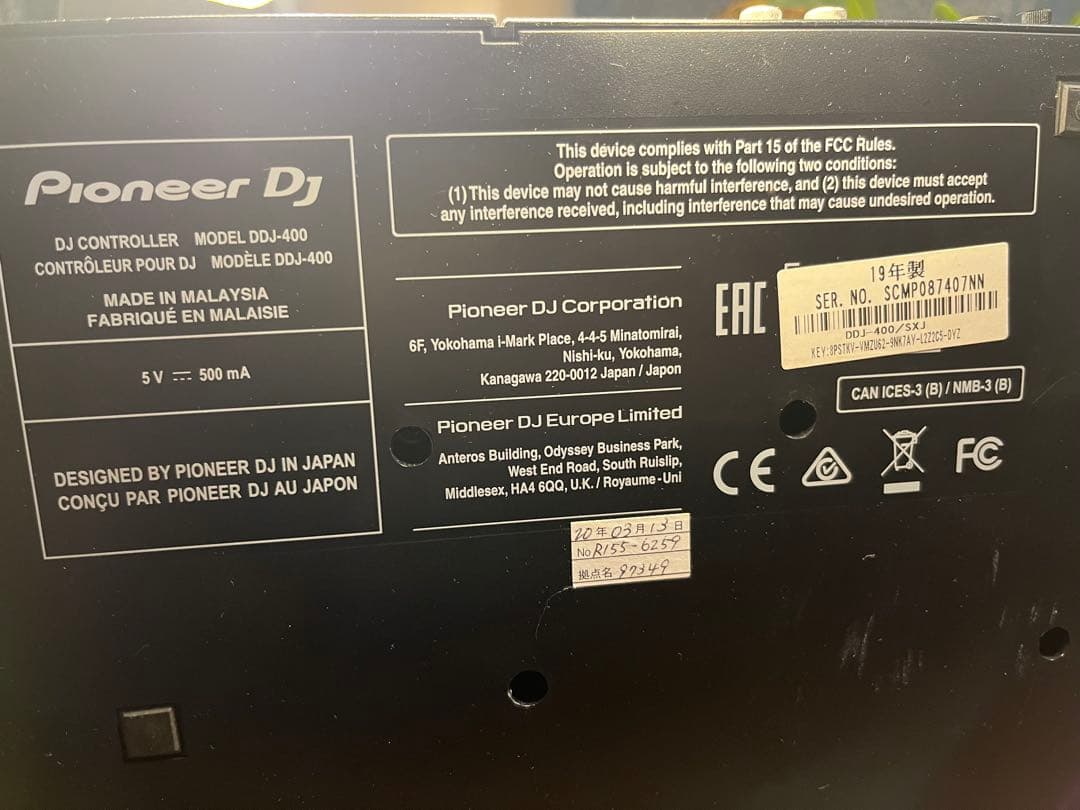 Pioneer Dj
DJ CONTROLLER MODEL DDJ-400
CONTRÔLEUR POUR DJ MODÈLE DDJ-400
MADE IN MALAYSIA
FABRIQUÉ EN MALAISIE
5 V ⎓ 500 mA
DESIGNED BY PIONEER DJ IN JAPAN
CONÇU PAR PIONEER DJ AU JAPON
This device complies with Part 15 of the FCC Rules.
Operation is subject to the following two conditions:
(1) This device may not cause harmful interference, and (2) this device must accept
any interference received, including interference that may cause undesired operation.
Pioneer DJ Corporation
6F, Yokohama i-Mark Place, 4-4-5 Minatomirai,
Nishi-ku, Yokohama,
Kanagawa 220-0012 Japan / Japon
Pioneer DJ Europe Limited
Anteros Building, Odyssey Business Park,
West End Road, South Ruislip,
Middlesex, HA4 6QQ, U.K. / Royaume-Uni
EAC
19年製
SER. NO. SCMP087407NN
DDJ-400/SXJ
KEY:8PSTKV-VMZU62-9NK7AY-L2Z2C5-DYZ
CAN ICES-3 (B) / NMB-3 (B)
CE
FC
20年03月13日
No R155-6259
拠点名 97349